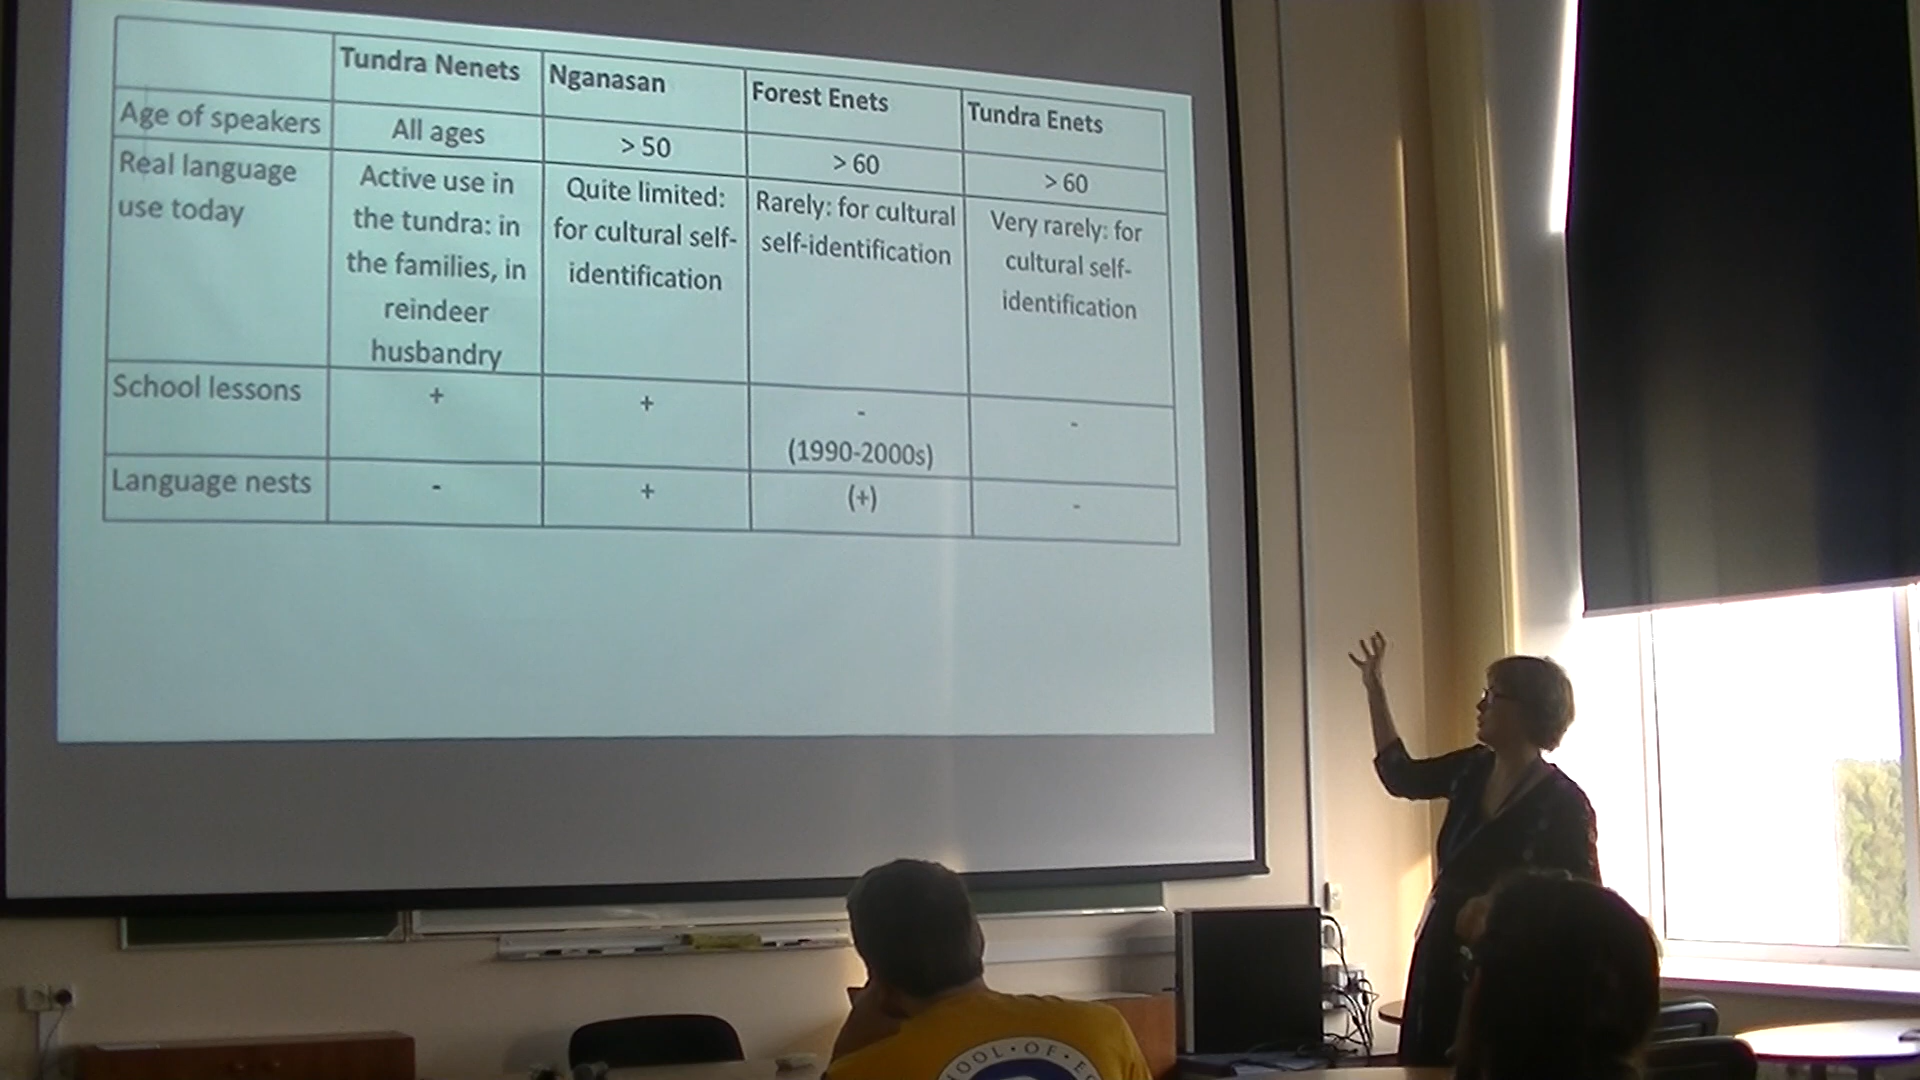 Tundra Nenets Nganasan Forest Enets Tundra Enets
Age of speakers All ages > 50 > 60 > 60
Real language use today
Active use in the tundra: in the families, in reindeer husbandry
Quite limited: for cultural self-identification
Rarely: for cultural self-identification
Very rarely: for cultural self-identification
School lessons + + - (1990-2000s) -
Language nests - + (+) -
OOL · OF ·